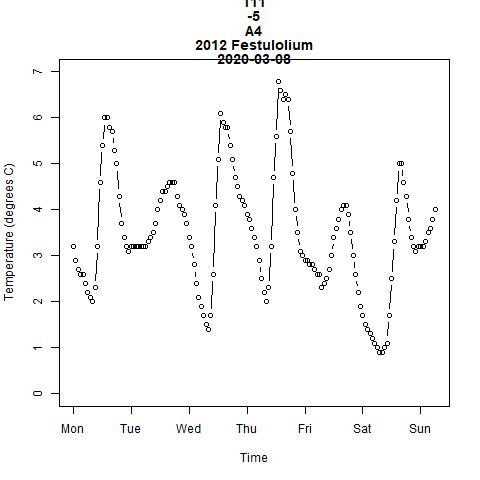 T11
-5
A4
2012 Festulolium
2020-03-08
Temperature (degrees C)
7
6
5
4
3
2
1
0
Mon Tue Wed Thu Fri Sat Sun
Time